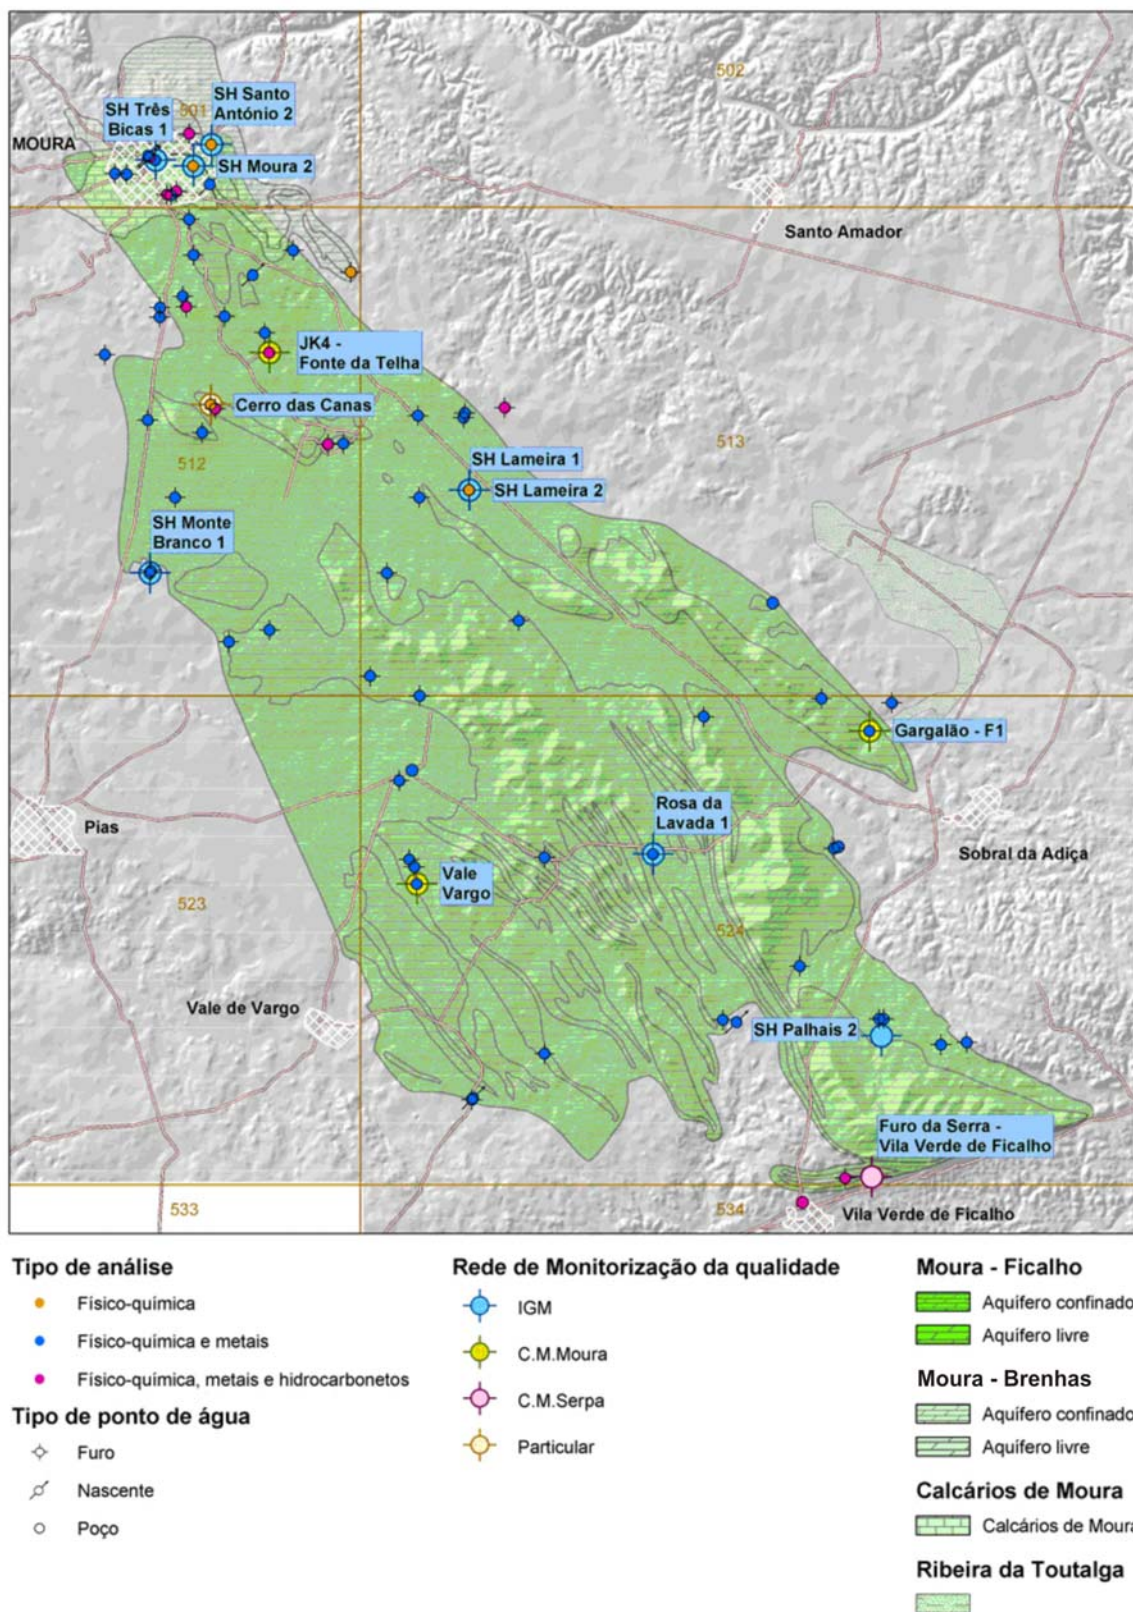 502
SH Santo
António 2
501
SH Três
Bicas 1
MOURA
SH Moura 2
Santo Amador
JK4 -
Fonte da Telha
Cerro das Canas
513
512
SH Lameira 1
SH Lameira 2
SH Monte
Branco 1
Gargalão - F1
Rosa da
Lavada 1
Pias
Sobral da Adiça
Vale
Vargo
523
524
Vale de Vargo
SH Palhais 2
Furo da Serra -
Vila Verde de Ficalho
533
534
Vila Verde de Ficalho
Tipo de análise
Físico-química
Físico-química e metais
Físico-química, metais e hidrocarbonetos
Tipo de ponto de água
Furo
Nascente
Poço
Rede de Monitorização da qualidade
IGM
C.M.Moura
C.M.Serpa
Particular
Moura - Ficalho
Aquífero confinado
Aquífero livre
Moura - Brenhas
Aquífero confinado
Aquífero livre
Calcários de Moura
Calcários de Moura
Ribeira da Toutalga